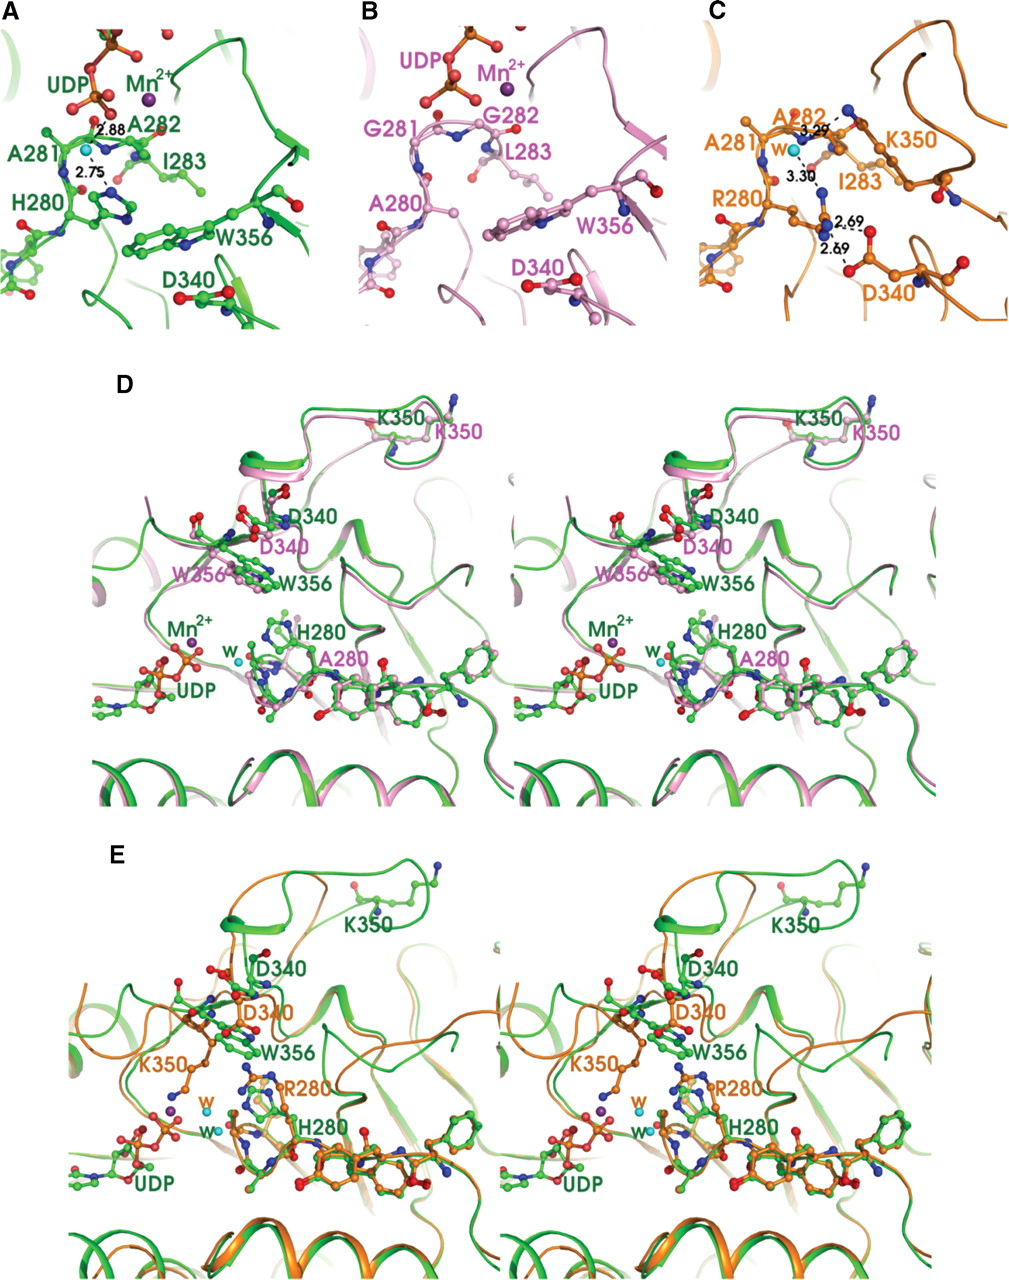 A
UDP
Mn2+
2.88
A282
A281
2.75
I283
H280
W356
D340
B
UDP
Mn2+
G281
G282
L283
A280
W356
D340
C
A282
3.29
A281
w
K350
3.30
I283
R280
2.69
2.69
D340
D
K350
K350
D340
D340
W356
W356
Mn2+
H280
w
A280
UDP
K350
K350
D340
D340
W356
W356
Mn2+
H280
w
A280
UDP
E
K350
D340
D340
W356
K350
R280
w
w
H280
UDP
K350
D340
D340
W356
K350
R280
w
w
H280
UDP